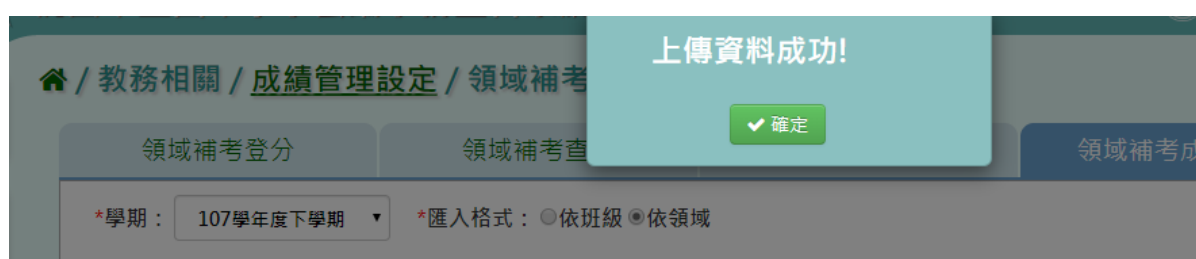 上傳資料成功!
確定
/ 教務相關 / 成績管理設定 / 領域補考
領域補考登分
領域補考查
領域補考成
*學期： 107學年度下學期 *匯入格式： 依班級 依領域